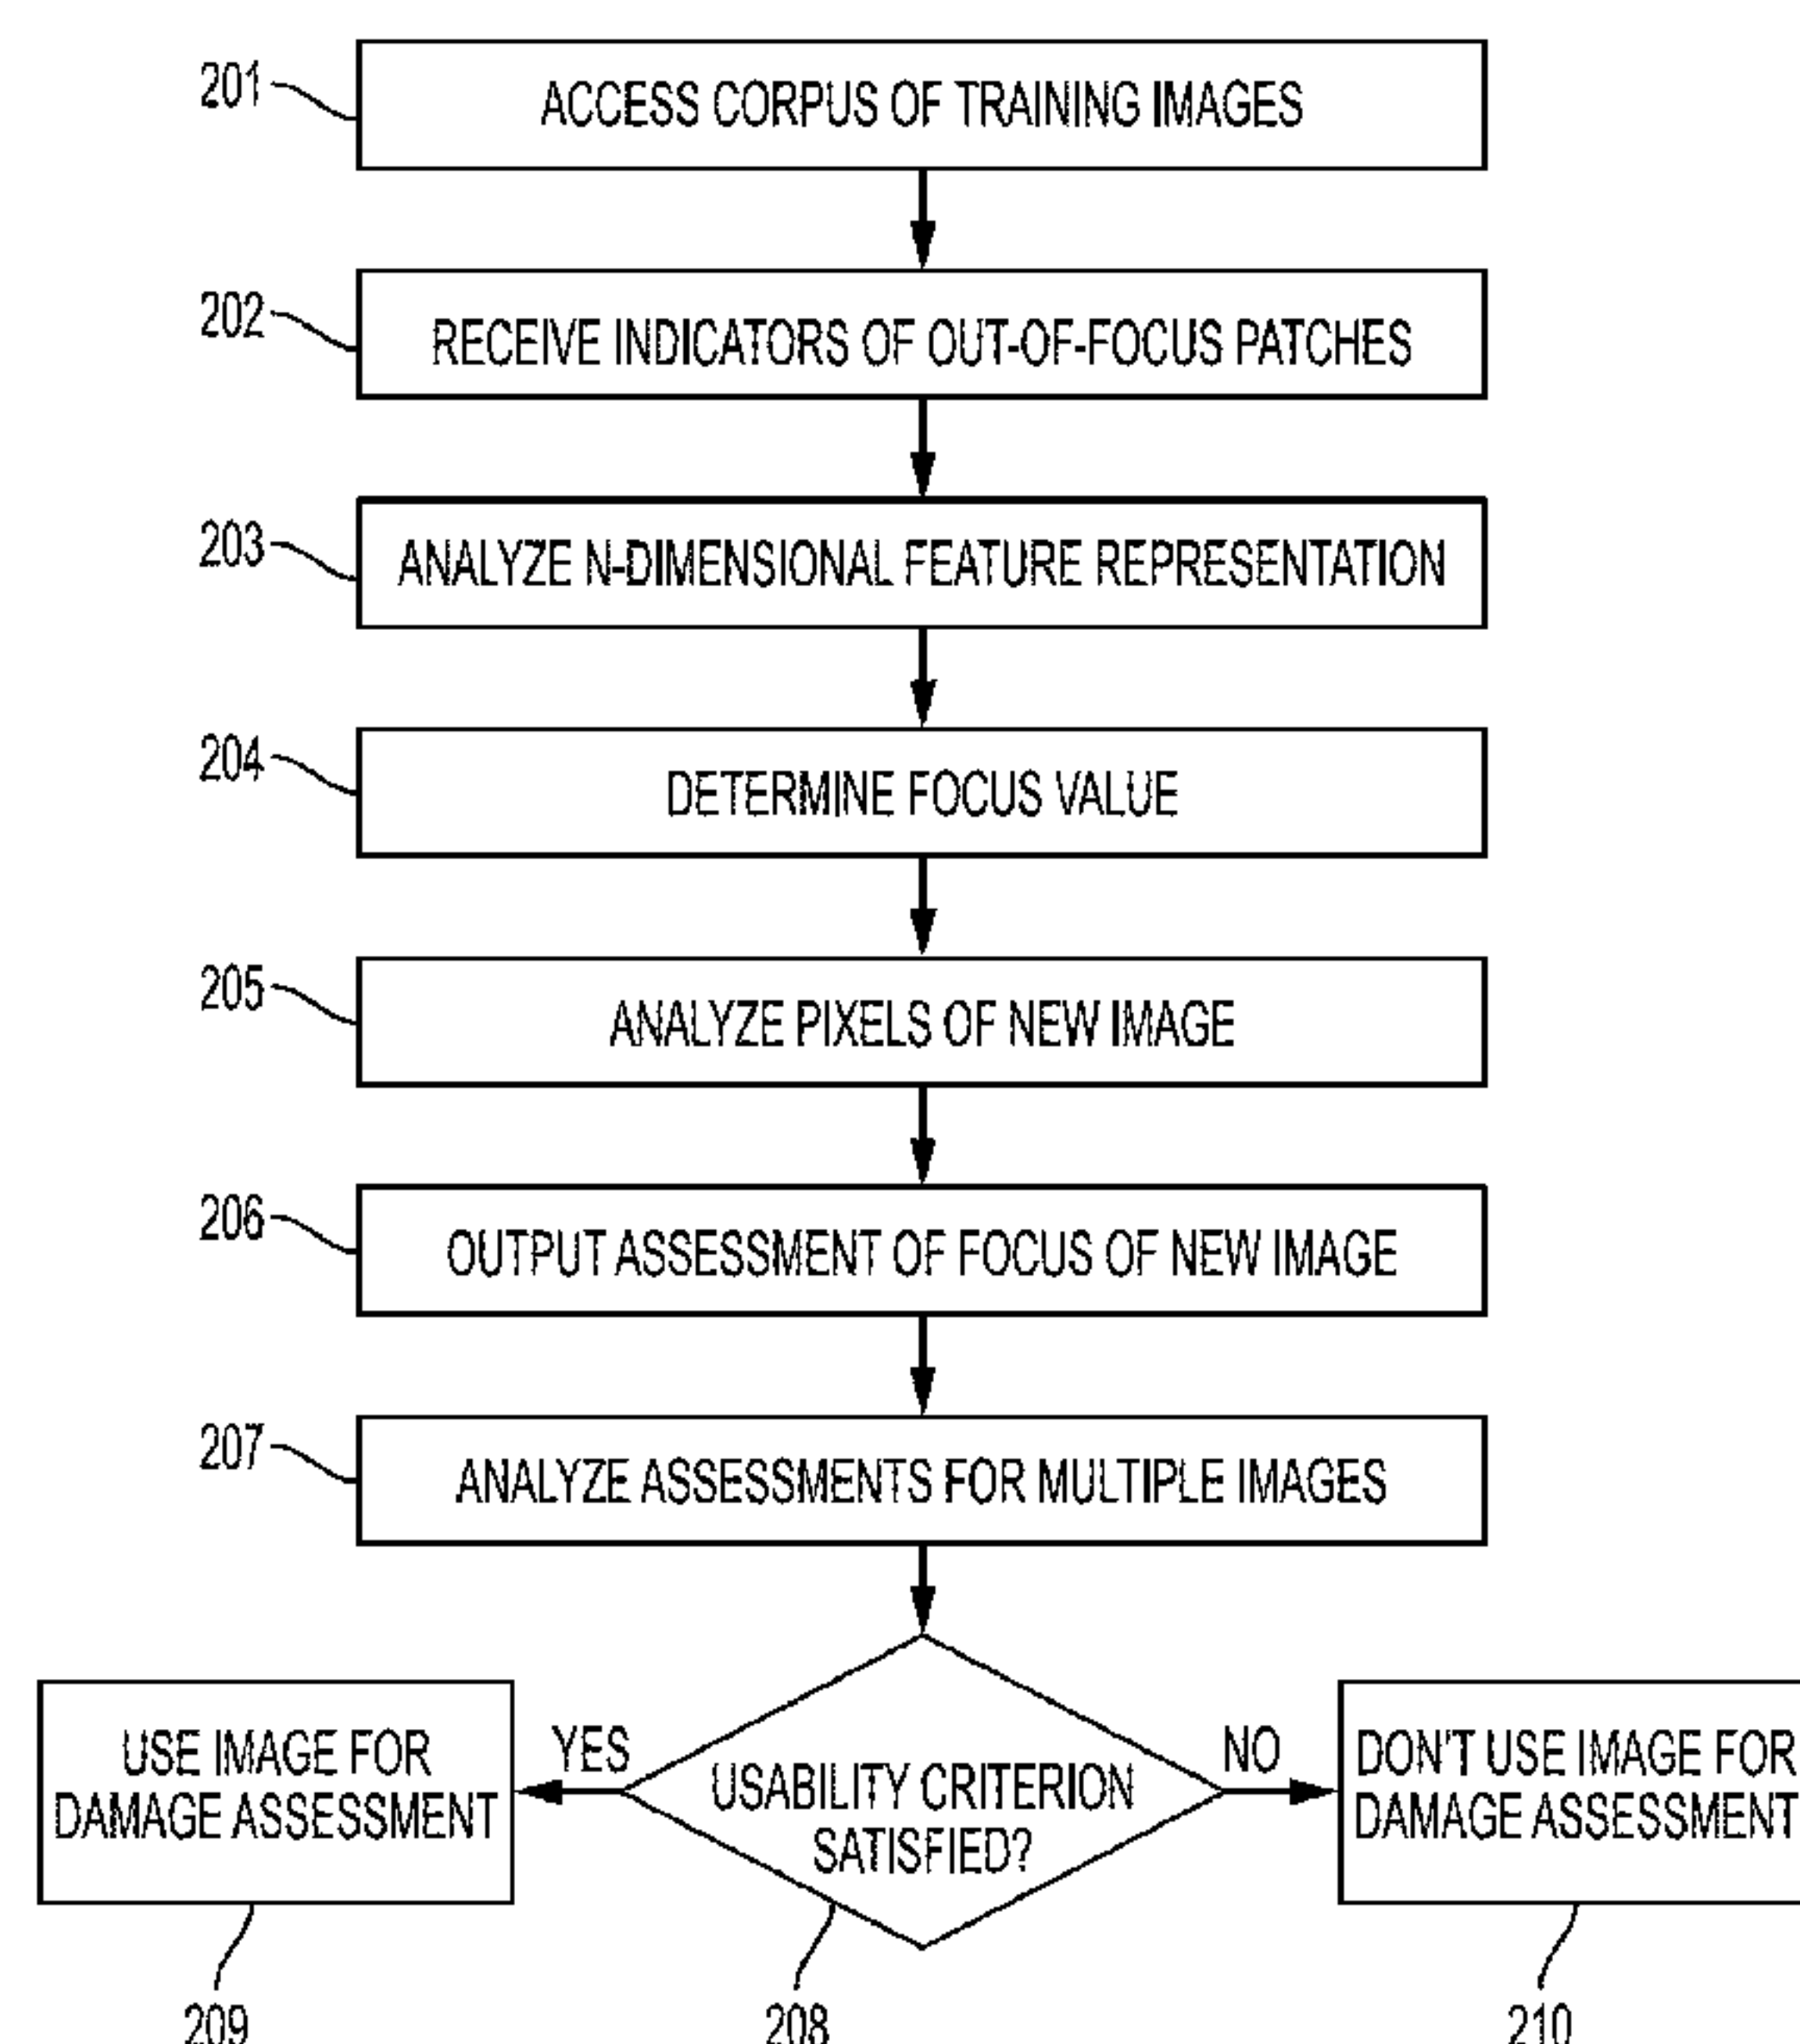 201
ACCESS CORPUS OF TRAINING IMAGES
202
RECEIVE INDICATORS OF OUT-OF-FOCUS PATCHES
203
ANALYZE N-DIMENSIONAL FEATURE REPRESENTATION
204
DETERMINE FOCUS VALUE
205
ANALYZE PIXELS OF NEW IMAGE
206
OUTPUT ASSESSMENT OF FOCUS OF NEW IMAGE
207
ANALYZE ASSESSMENTS FOR MULTIPLE IMAGES
USE IMAGE FOR
DAMAGE ASSESSMENT
YES
USABILITY CRITERION
SATISFIED?
NO
DON'T USE IMAGE FOR
DAMAGE ASSESSMENT
209
208
210